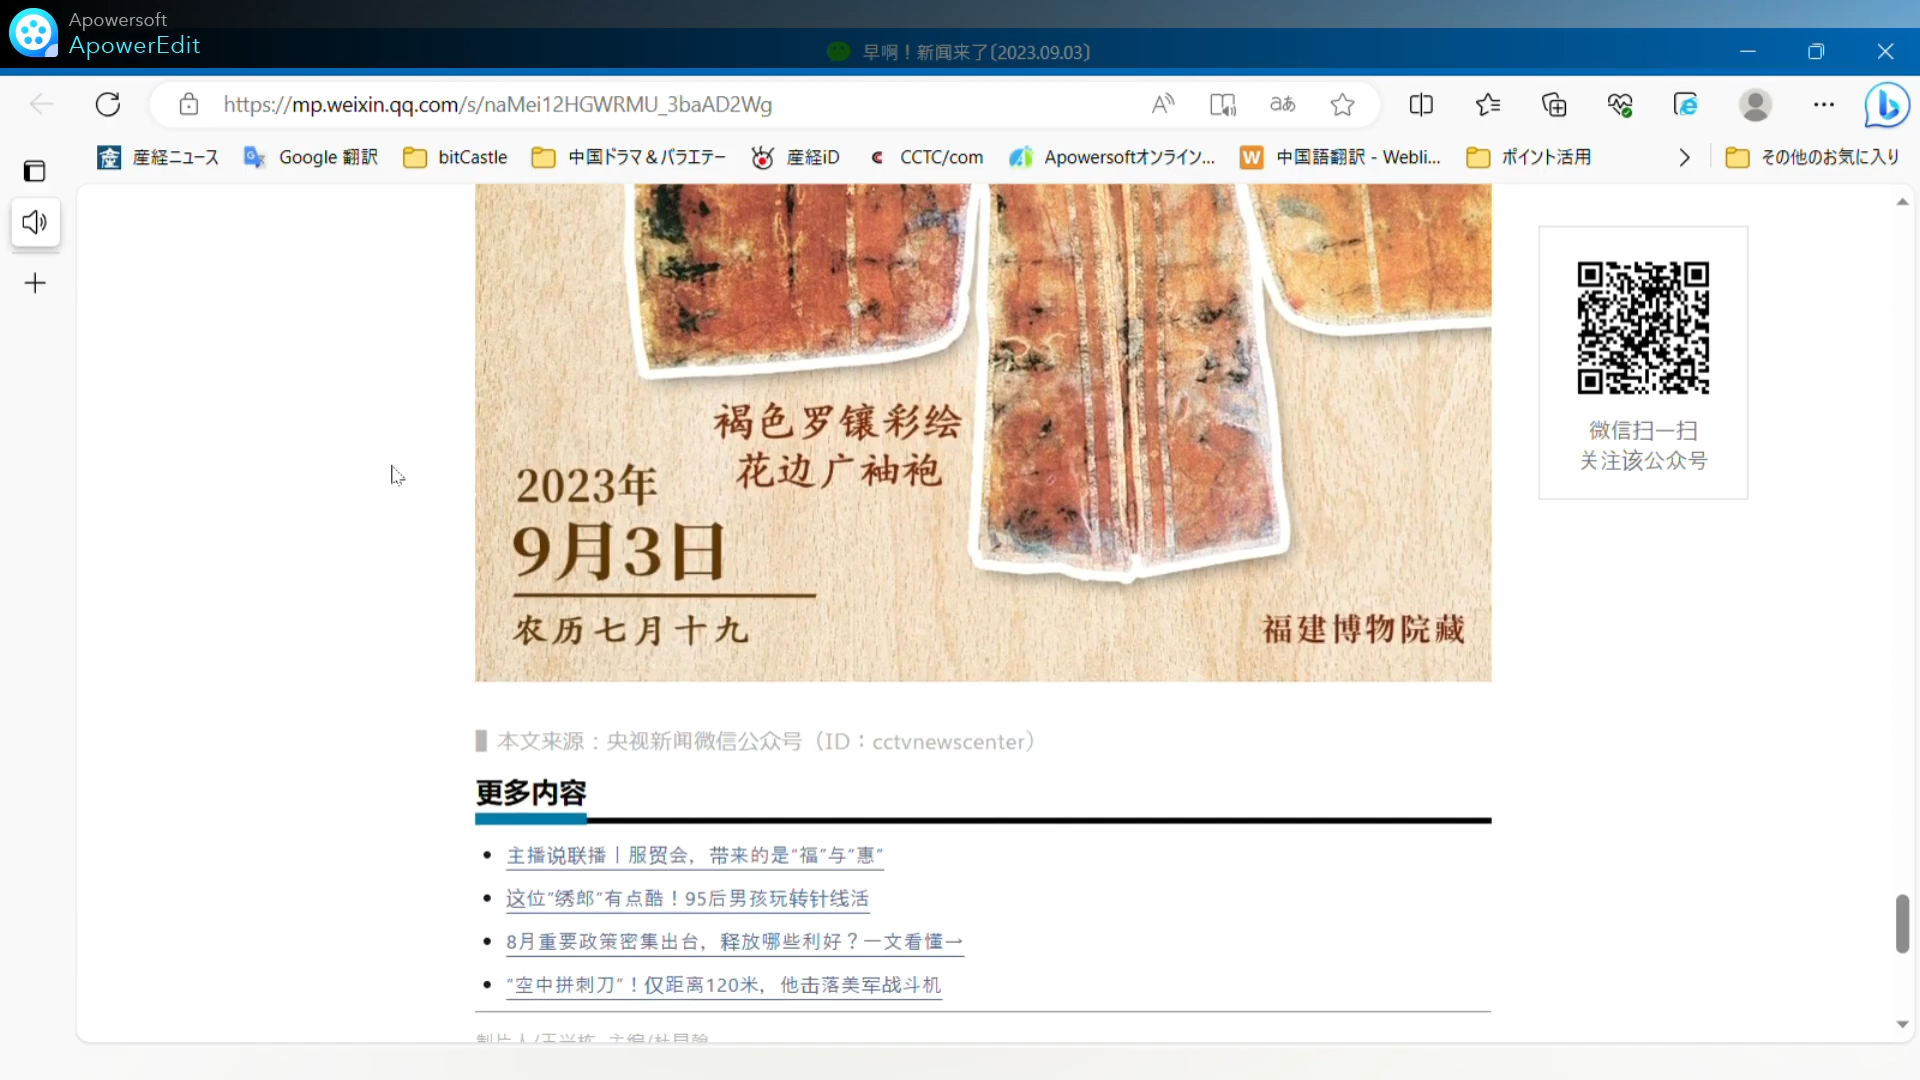 Apowersoft
ApowerEdit
早啊！新闻来了〔2023.09.03〕
https://mp.weixin.qq.com/s/naMei12HGWRMU_3baAD2Wg
産経ニュース
Google 翻訳
bitCastle
中国ドラマ＆バラエテー
産経iD
CCTC/com
Apowersoftオンライン...
中国語翻訳 - Webli...
ポイント活用
その他のお気に入り
褐色罗镶彩绘
花边广袖袍
2023年
9月3日
农历七月十九
福建博物院藏
微信扫一扫
关注该公众号
本文来源：央视新闻微信公众号（ID：cctvnewscenter）
更多内容
主播说联播丨服贸会，带来的是“福”与“惠”
这位“绣郎”有点酷！95后男孩玩转针线活
8月重要政策密集出台，释放哪些利好？一文看懂→
“空中拼刺刀”！仅距离120米，他击落美军战斗机